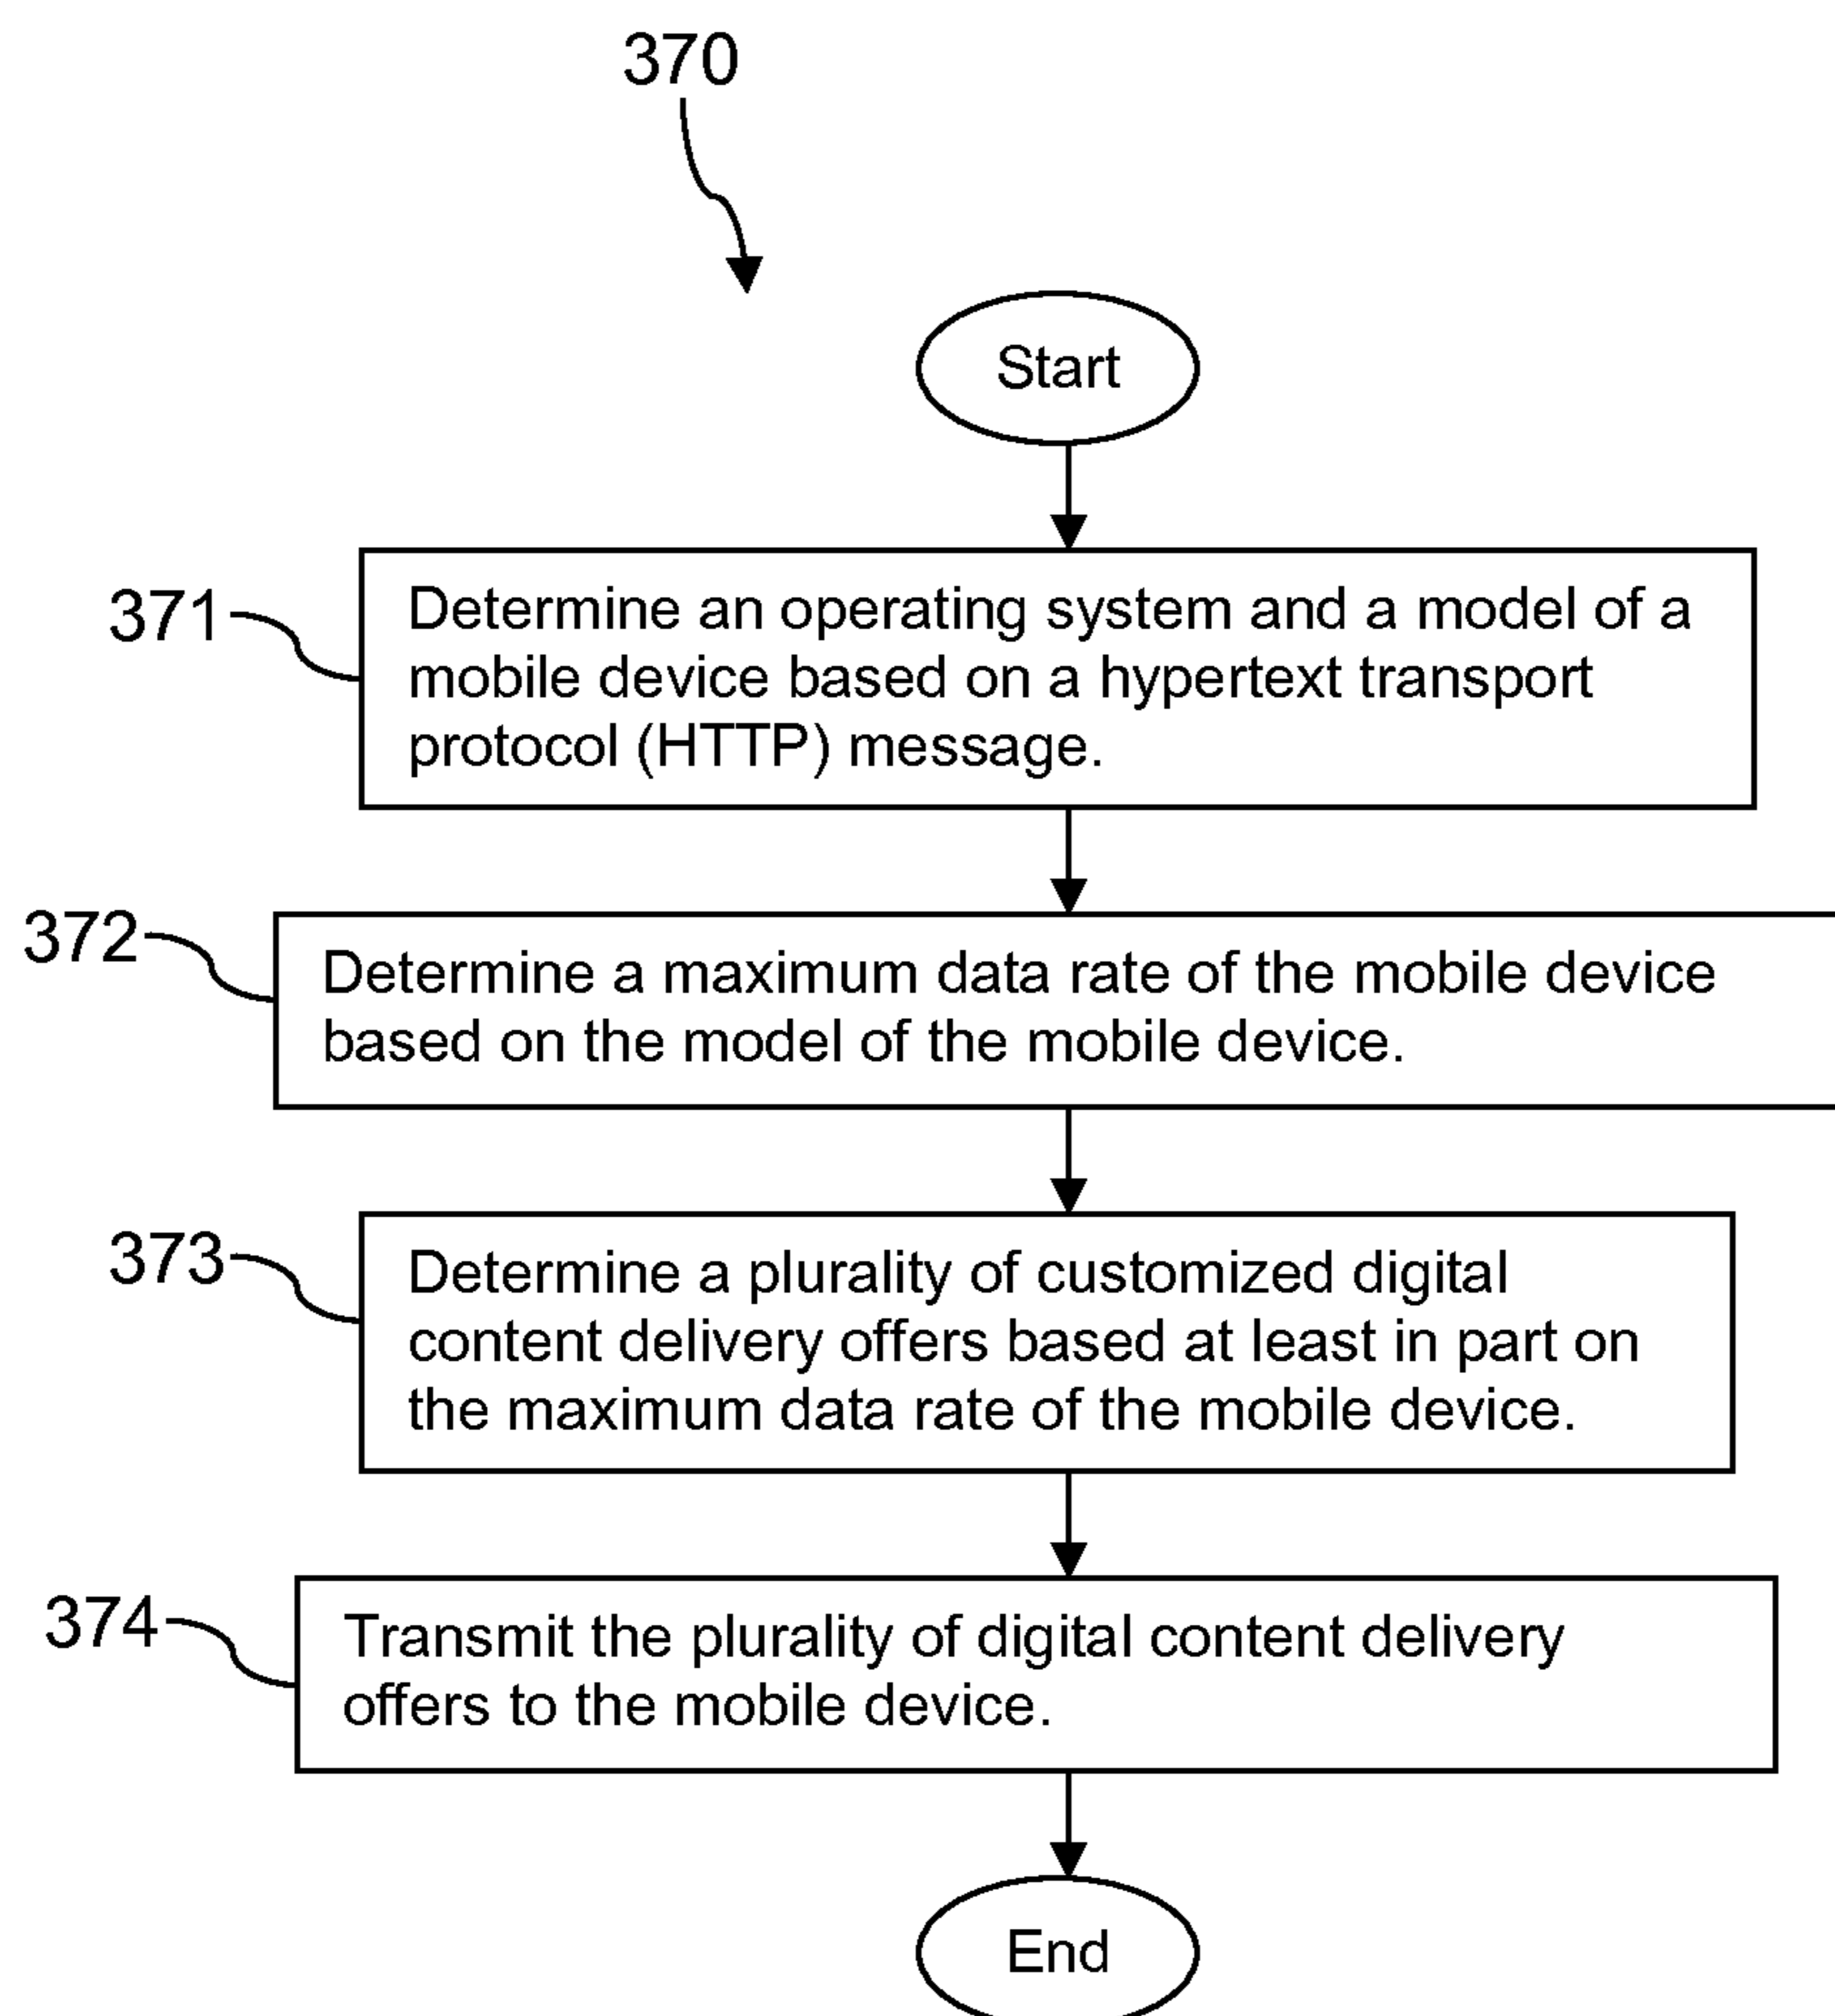 370
Start
371
Determine an operating system and a model of a
mobile device based on a hypertext transport
protocol (HTTP) message.
372
Determine a maximum data rate of the mobile device
based on the model of the mobile device.
373
Determine a plurality of customized digital
content delivery offers based at least in part on
the maximum data rate of the mobile device.
374
Transmit the plurality of digital content delivery
offers to the mobile device.
End